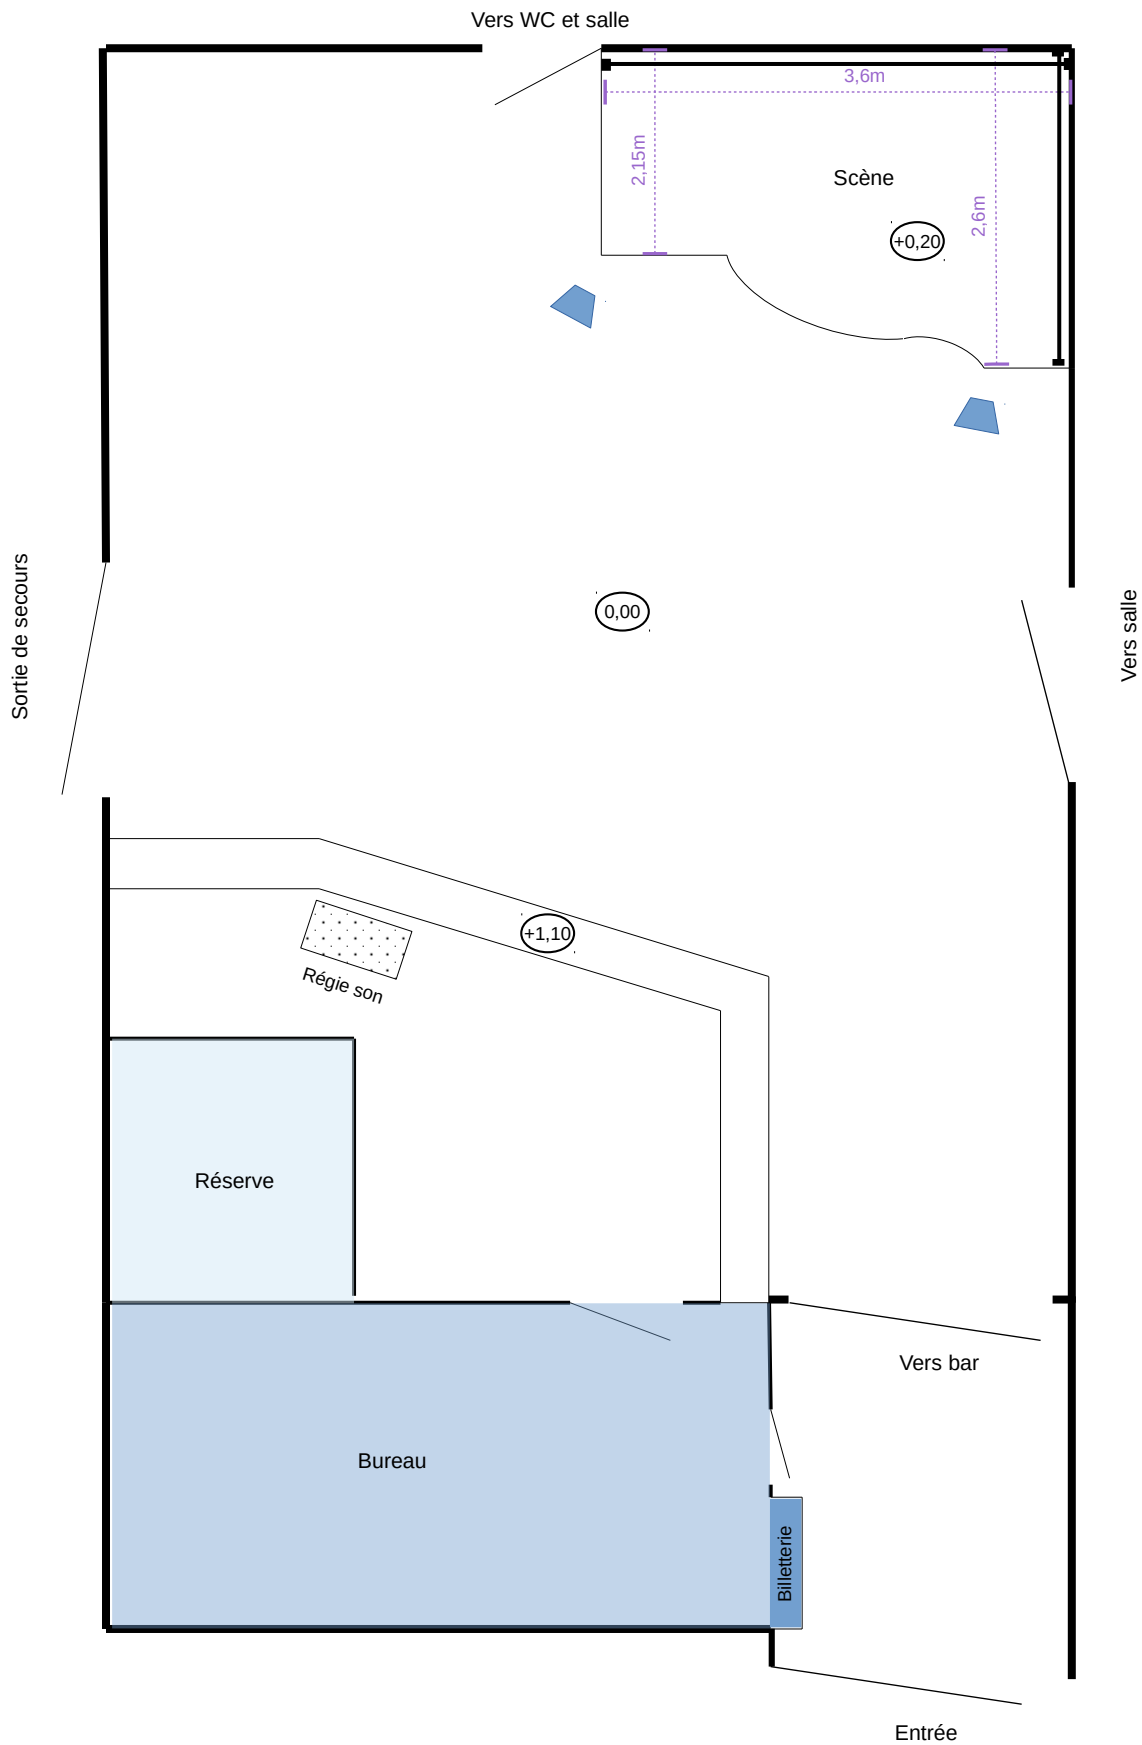 Vers WC et salle
3,6m
2,15m
Scène
2,6m
+0,20
Sortie de secours
0,00
Vers salle
+1,10
Régie son
Réserve
Vers bar
Bureau
Billetterie
Entrée